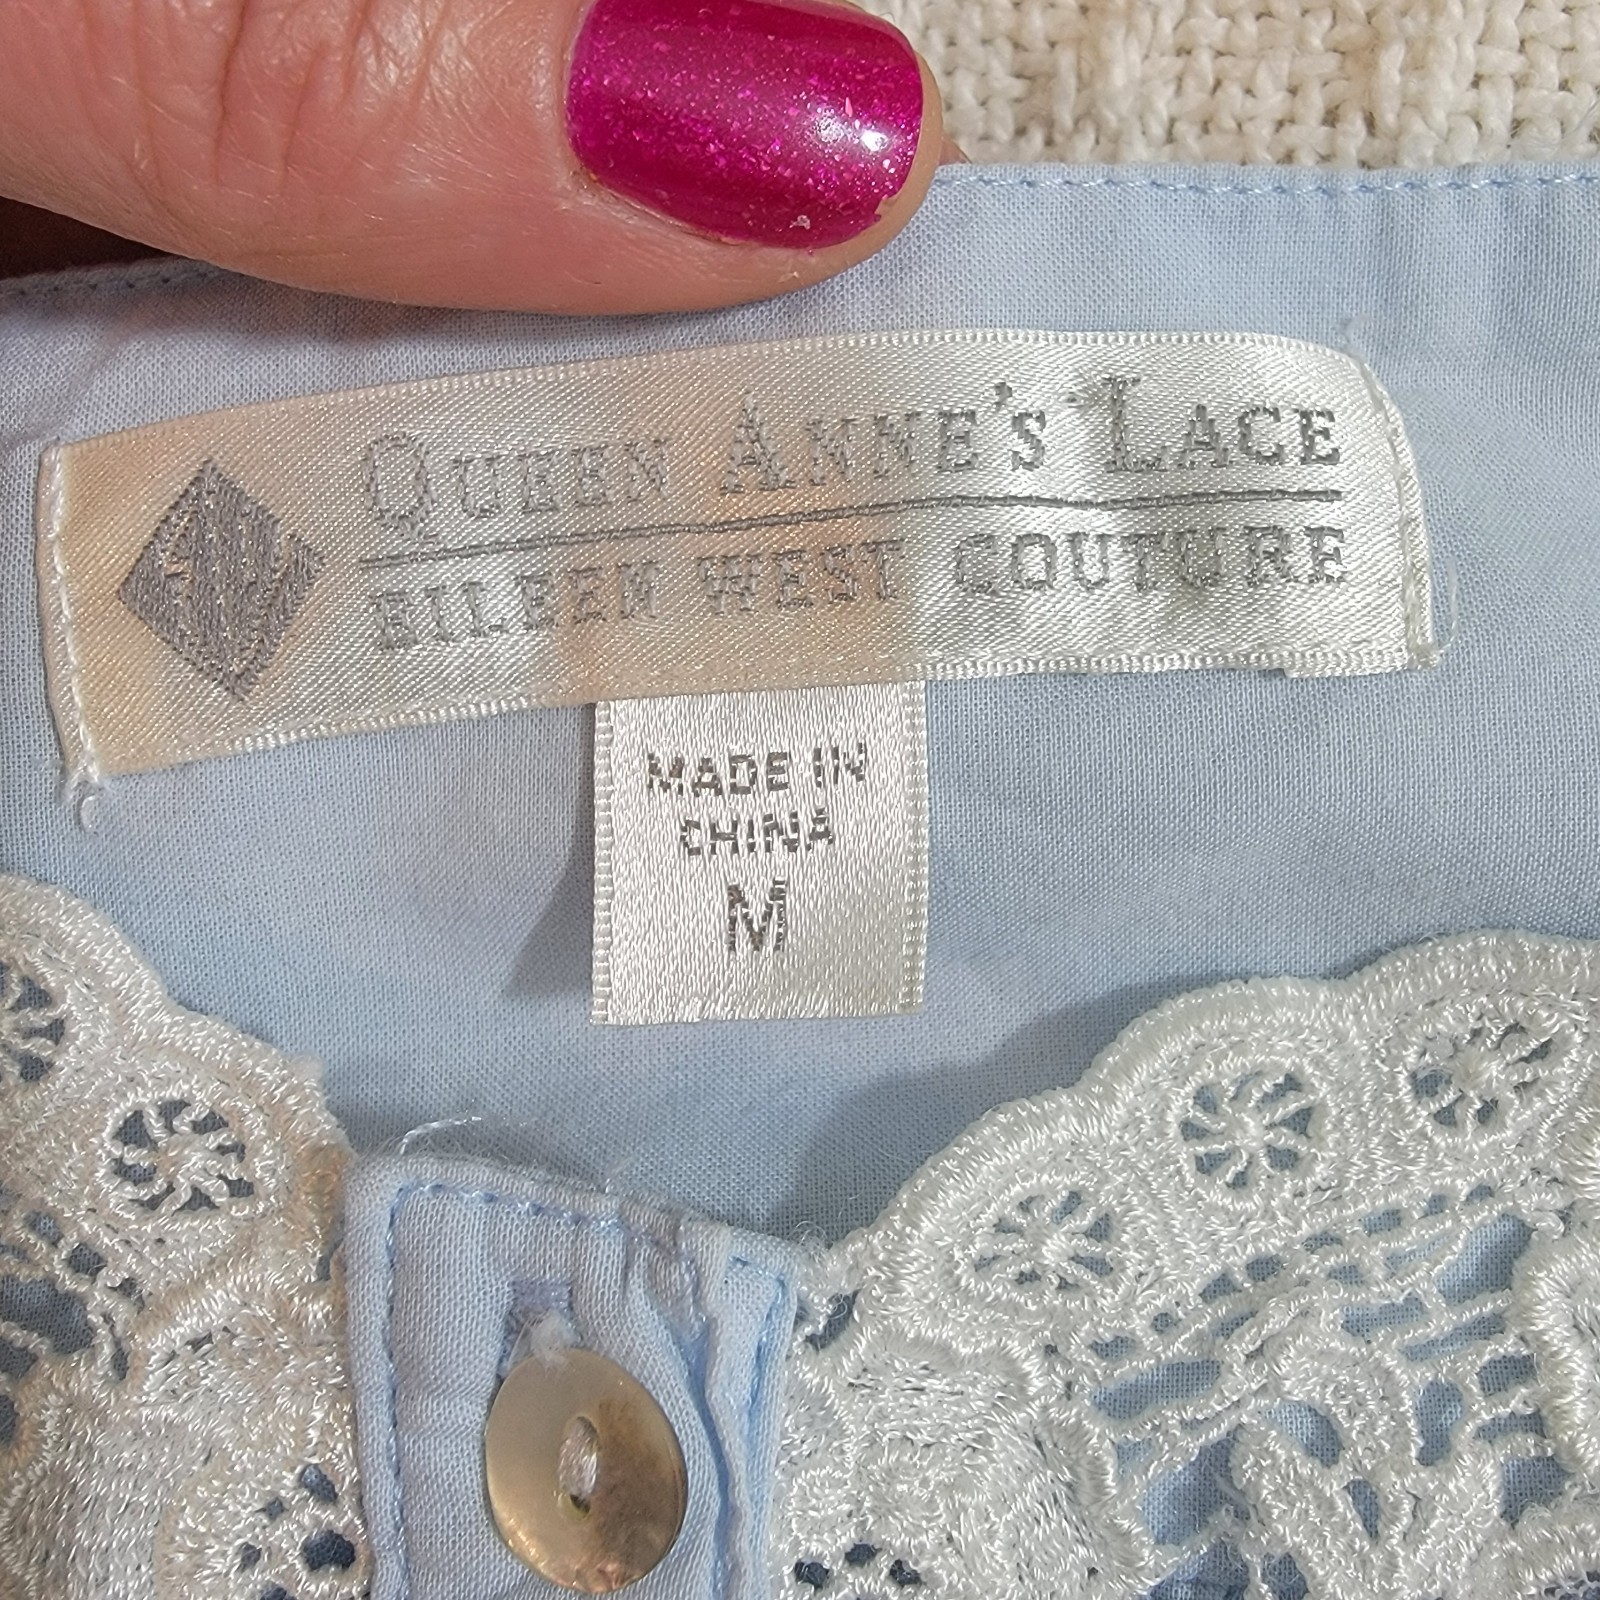 QUEEN ANNE'S LACE
EILEEN WEST COUTURE
MADE IN
CHINA
M